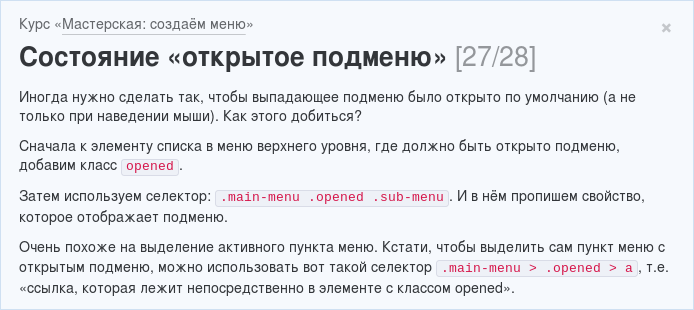 Курс «Мастерская: создаём меню»
×
Состояние «открытое подменю» [27/28]
Иногда нужно сделать так, чтобы выпадающее подменю было открыто по умолчанию (а не
только при наведении мыши). Как этого добиться?
Сначала к элементу списка в меню верхнего уровня, где должно быть открыто подменю,
добавим класс opened.
Затем используем селектор: .main-menu .opened .sub-menu. И в нём пропишем свойство,
которое отображает подменю.
Очень похоже на выделение активного пункта меню. Кстати, чтобы выделить сам пункт меню с
открытым подменю, можно использовать вот такой селектор .main-menu > .opened > a, т.е.
«ссылка, которая лежит непосредственно в элементе с классом opened».